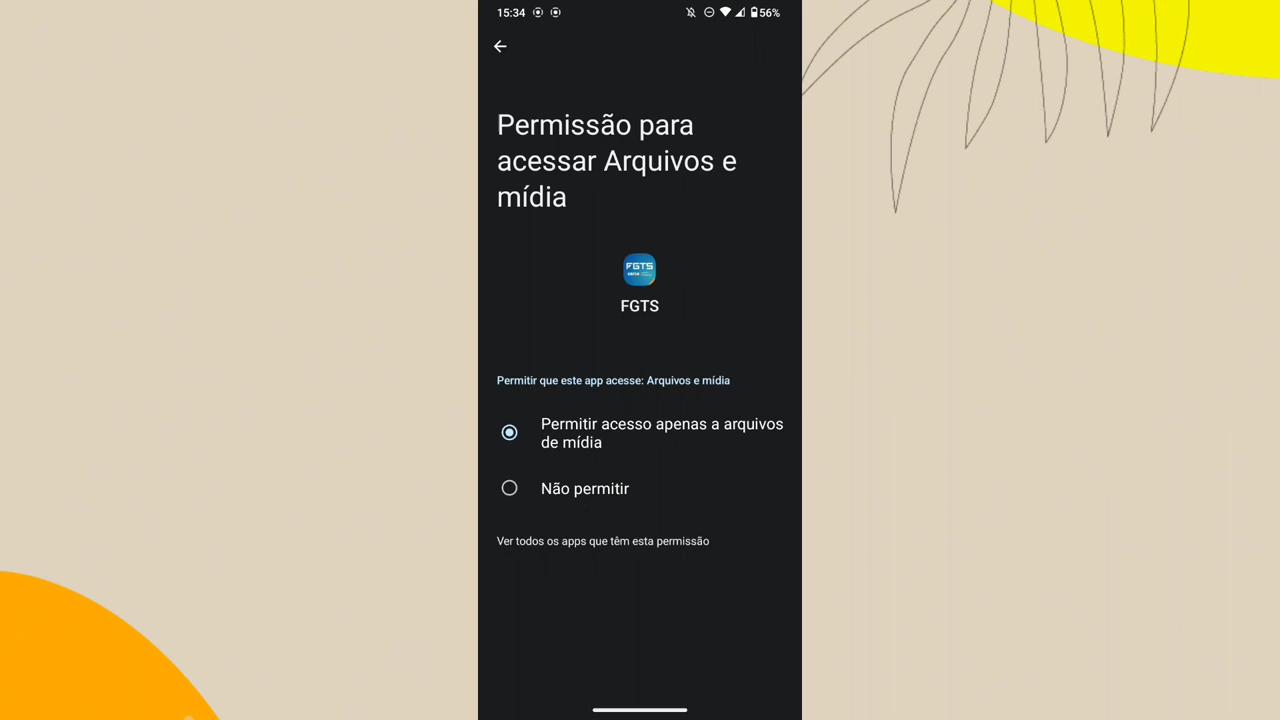 15:34
56%
Permissão para
acessar Arquivos e
mídia
FGTS
FGTS
Permitir que este app acesse: Arquivos e mídia
Permitir acesso apenas a arquivos
de mídia
Não permitir
Ver todos os apps que têm esta permissão